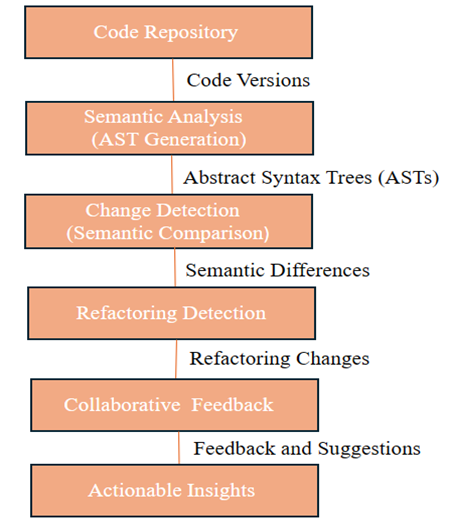 Code Repository
Code Versions
Semantic Analysis
(AST Generation)
Abstract Syntax Trees (ASTs)
Change Detection
(Semantic Comparison)
Semantic Differences
Refactoring Detection
Refactoring Changes
Collaborative Feedback
Feedback and Suggestions
Actionable Insights